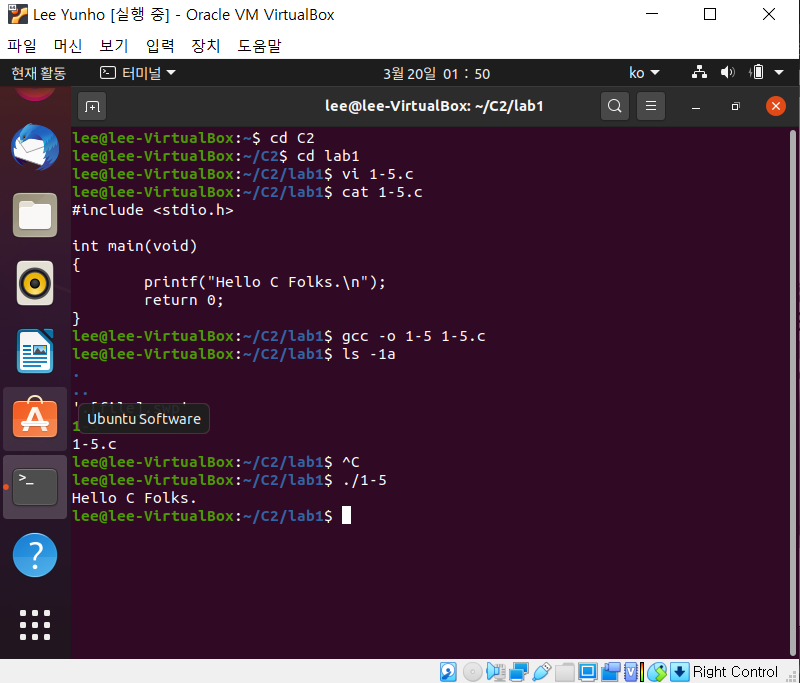 Lee Yunho [실행 중] - Oracle VM VirtualBox
파일 머신 보기 입력 장치 도움말
현재 활동 터미널 3월 20일 01 : 50 ko
lee@lee-VirtualBox: ~/C2/lab1
lee@lee-VirtualBox:~$ cd C2
lee@lee-VirtualBox:~/C2$ cd lab1
lee@lee-VirtualBox:~/C2/lab1$ vi 1-5.c
lee@lee-VirtualBox:~/C2/lab1$ cat 1-5.c
#include <stdio.h>
int main(void)
{
printf("Hello C Folks.\n");
return 0;
}
lee@lee-VirtualBox:~/C2/lab1$ gcc -o 1-5 1-5.c
lee@lee-VirtualBox:~/C2/lab1$ ls -1a
.
..
Ubuntu Software
1-5.c
lee@lee-VirtualBox:~/C2/lab1$ ^C
lee@lee-VirtualBox:~/C2/lab1$ ./1-5
Hello C Folks.
lee@lee-VirtualBox:~/C2/lab1$
Right Control